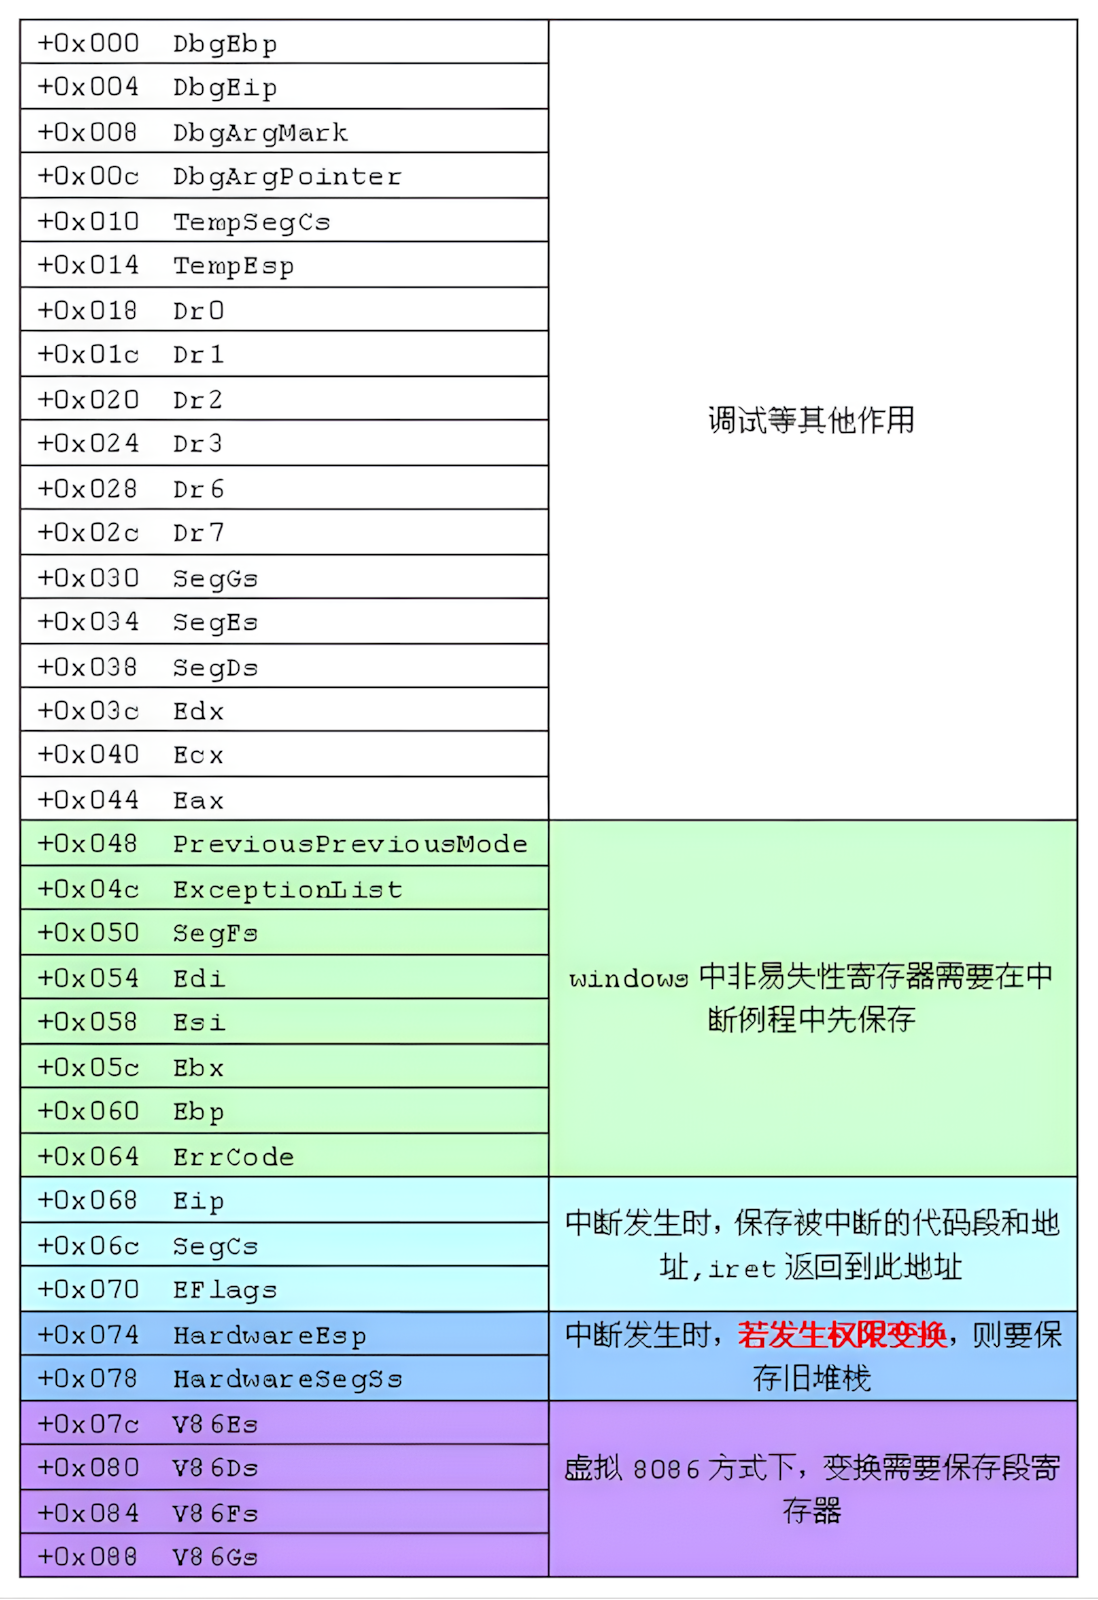 +0x000 DbgEbp
+0x004 DbgEip
+0x008 DbgArgMark
+0x00c DbgArgPointer
+0x010 TempSegCs
+0x014 TempEsp
+0x018 Dr0
+0x01c Dr1
+0x020 Dr2
+0x024 Dr3
+0x028 Dr6
+0x02c Dr7
+0x030 SegGs
+0x034 SegEs
+0x038 SegDs
+0x03c Edx
+0x040 Ecx
+0x044 Eax
调试等其他作用
+0x048 PreviousPreviousMode
+0x04c ExceptionList
+0x050 SegFs
+0x054 Edi
+0x058 Esi
+0x05c Ebx
+0x060 Ebp
+0x064 ErrCode
windows 中非易失性寄存器需要在中
断例程中先保存
+0x068 Eip
+0x06c SegCs
+0x070 EFlags
中断发生时，保存被中断的代码段和地
址,iret 返回到此地址
+0x074 HardwareEsp
+0x078 HardwareSegSs
中断发生时，若发生权限变换，则要保
存旧堆栈
+0x07c V86Es
+0x080 V86Ds
+0x084 V86Fs
+0x088 V86Gs
虚拟 8086 方式下，变换需要保存段寄
存器